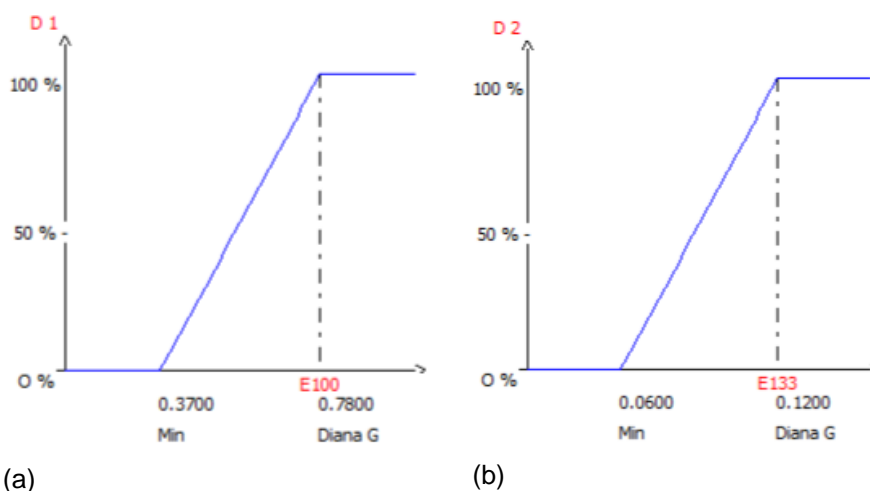 D 1
100 %
50 % -
O %
E100
0.3700 0.7800
Min Diana G
(a)
D 2
100 %
50 % -
O %
E133
0.0600 0.1200
Min Diana G
(b)